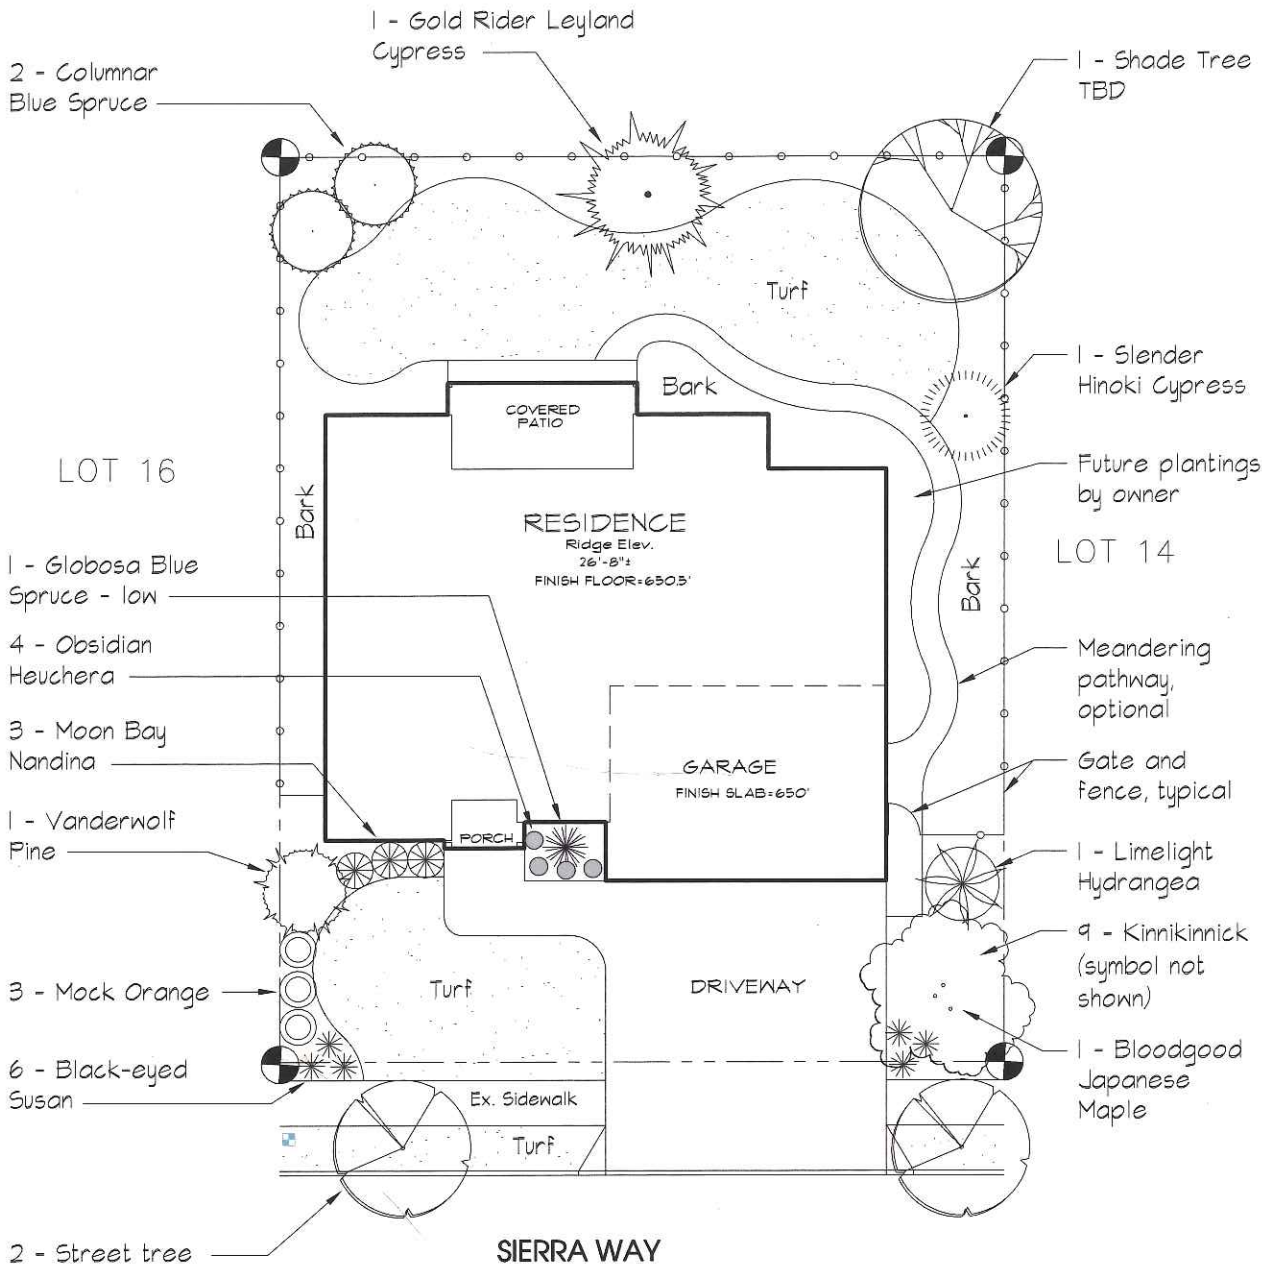 1 - Gold Rider Leyland
Cypress
2 - Columnar
Blue Spruce
1 - Shade Tree
TBD
Turf
1 - Slender
Hinoki Cypress
Bark
COVERED
PATIO
LOT 16
Bark
Future plantings
by owner
RESIDENCE
Ridge Elev.
26'-8"±
FINISH FLOOR=650.5'
LOT 14
Bark
1 - Globosa Blue
Spruce - low
4 - Obsidian
Heuchera
Meandering
pathway,
optional
3 - Moon Bay
Nandina
GARAGE
FINISH SLAB=650'
Gate and
fence, typical
1 - Vanderwolf
Pine
PORCH
1 - Limelight
Hydrangea
9 - Kinnikinnick
(symbol not
shown)
3 - Mock Orange
Turf
DRIVEWAY
6 - Black-eyed
Susan
1 - Bloodgood
Japanese
Maple
Ex. Sidewalk
Turf
2 - Street tree
SIERRA WAY